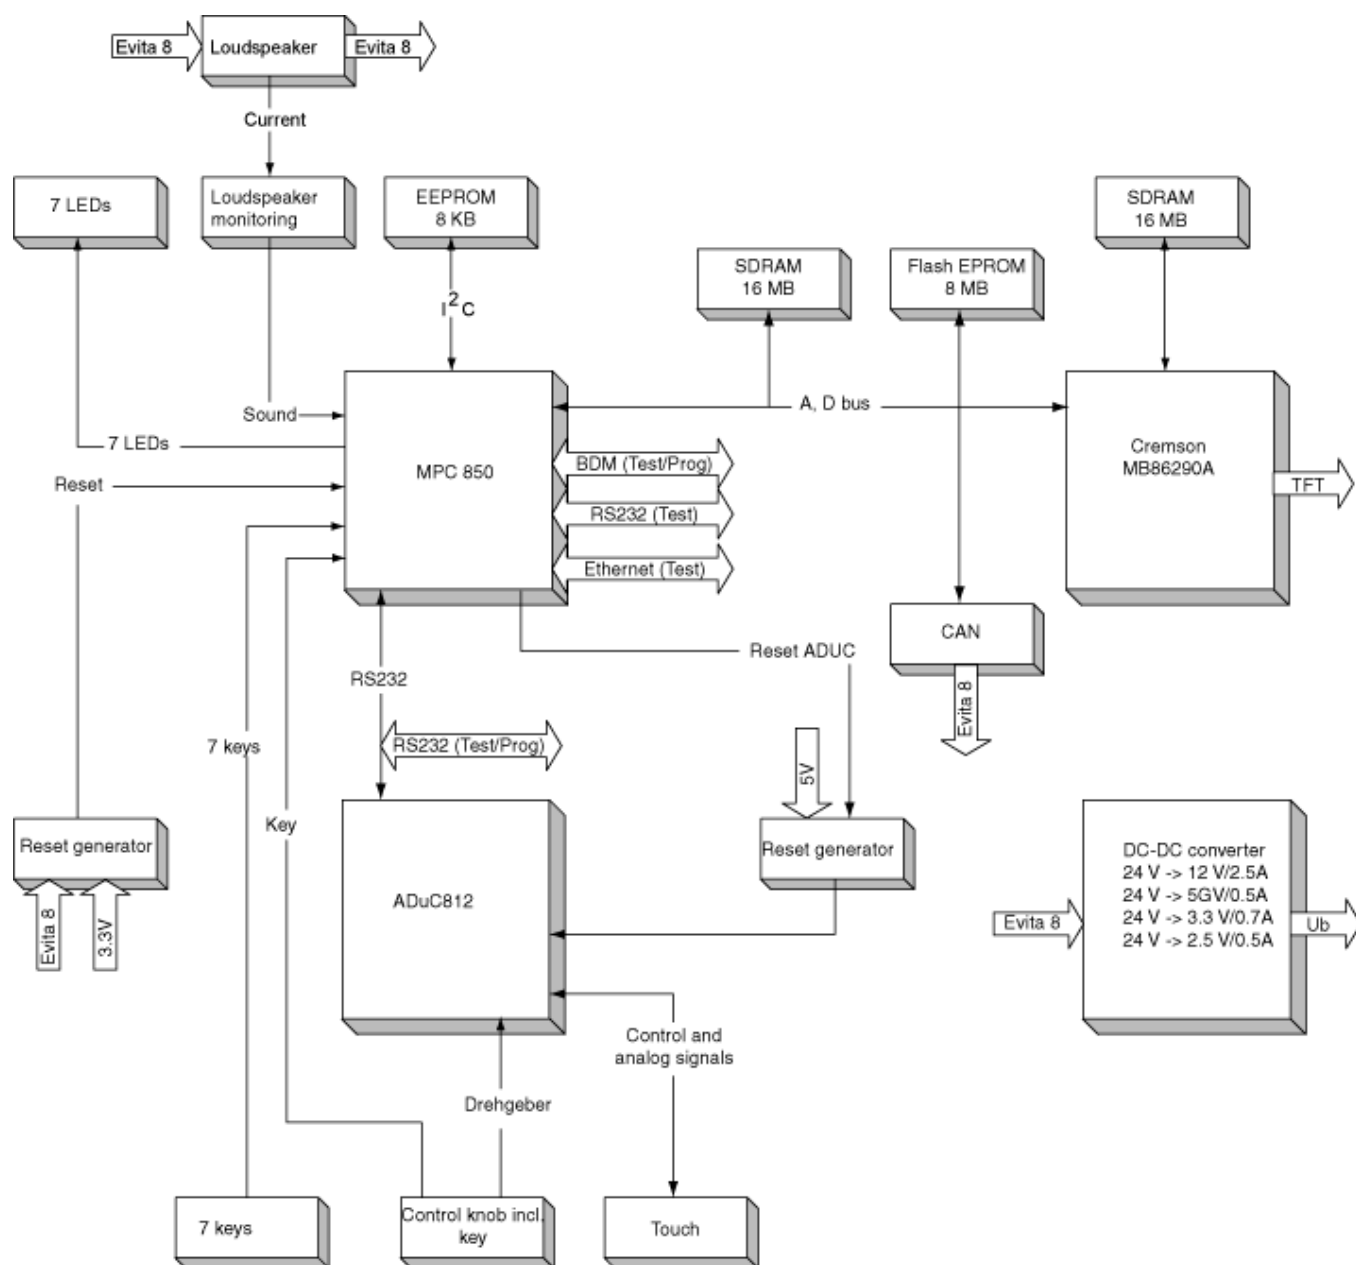 Evita 8
Loudspeaker
Evita 8
Current
7 LEDs
Loudspeaker
monitoring
EEPROM
8 KB
SDRAM
16 MB
SDRAM
16 MB
Flash EPROM
8 MB
I2C
Sound
A, D bus
7 LEDs
MPC 850
BDM (Test/Prog)
Cremson
MB86290A
TFT
Reset
RS232 (Test)
Ethernet (Test)
CAN
Reset ADUC
RS232
Evita 8
7 keys
RS232 (Test/Prog)
5V
Key
Reset generator
Evita 8
3.3V
ADuC812
Reset generator
DC-DC converter
24 V -> 12 V/2.5A
24 V -> 5GV/0.5A
24 V -> 3.3 V/0.7A
24 V -> 2.5 V/0.5A
Evita 8
Ub
Control and
analog signals
Drehgeber
7 keys
Control knob incl.
key
Touch